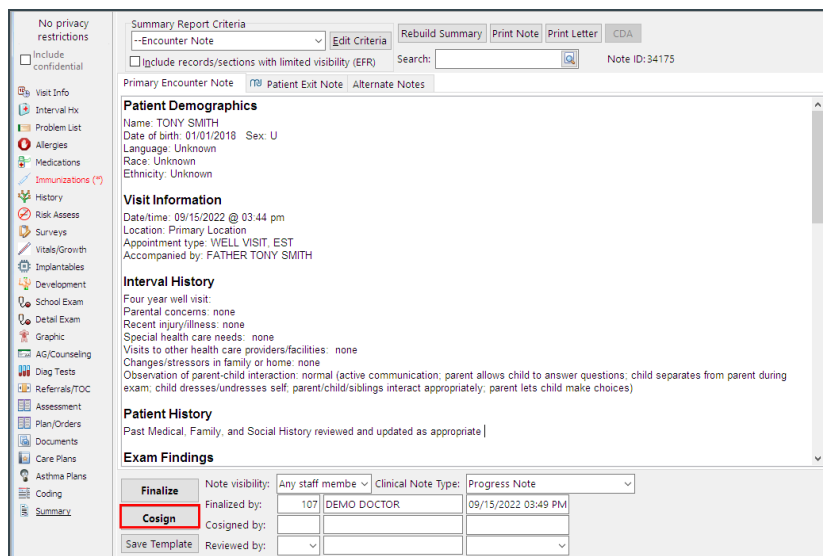 No privacy
restrictions
Include
confidential
Visit Info
Interval Hx
Problem List
Allergies
Medications
Immunizations (*)
History
Risk Assess
Surveys
Vitals/Growth
Implantables
Development
School Exam
Detail Exam
Graphic
AG/Counseling
Diag Tests
Referrals/TOC
Assessment
Plan/Orders
Documents
Care Plans
Asthma Plans
Coding
Summary
Summary Report Criteria
--Encounter Note
Edit Criteria
Rebuild Summary
Print Note
Print Letter
CDA
Include records/sections with limited visibility (EFR)
Search:
Note ID: 34175
Primary Encounter Note
Patient Exit Note
Alternate Notes
Patient Demographics
Name: TONY SMITH
Date of birth: 01/01/2018 Sex: U
Language: Unknown
Race: Unknown
Ethnicity: Unknown
Visit Information
Date/time: 09/15/2022 @ 03:44 pm
Location: Primary Location
Appointment type: WELL VISIT, EST
Accompanied by: FATHER TONY SMITH
Interval History
Four year well visit:
Parental concerns: none
Recent injury/illness: none
Special health care needs: none
Visits to other health care providers/facilities: none
Changes/stressors in family or home: none
Observation of parent-child interaction: normal (active communication; parent allows child to answer questions; child separates from parent during
exam; child dresses/undresses self; parent/child/siblings interact appropriately; parent lets child make choices)
Patient History
Past Medical, Family, and Social History reviewed and updated as appropriate
Exam Findings
Finalize
Cosign
Save Template
Note visibility: Any staff membe Clinical Note Type: Progress Note
Finalized by: 107 DEMO DOCTOR 09/15/2022 03:49 PM
Cosigned by:
Reviewed by: